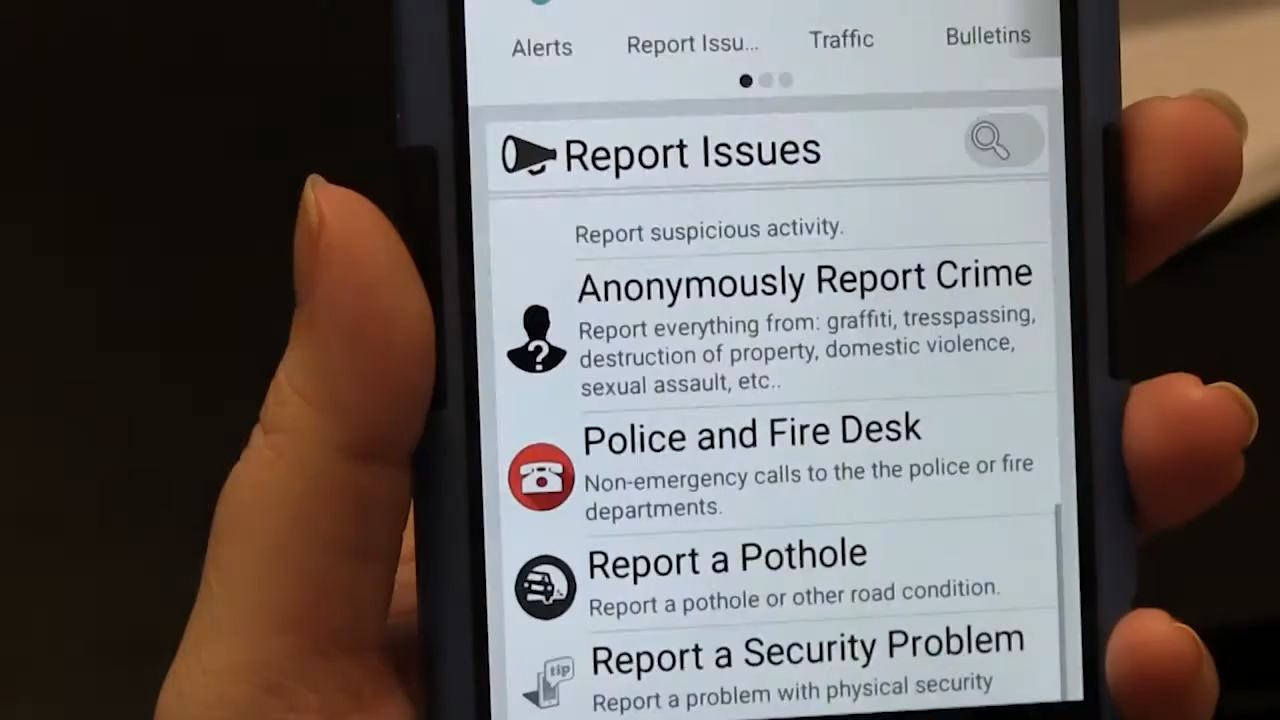 Alerts Report Issu... Traffic Bulletins
Report Issues
Report suspicious activity.
Anonymously Report Crime
Report everything from: graffiti, tresspassing,
destruction of property, domestic violence,
sexual assault, etc..
?
Police and Fire Desk
Non-emergency calls to the the police or fire
departments.
Report a Pothole
Report a pothole or other road condition.
Report a Security Problem
tip
Report a problem with physical security